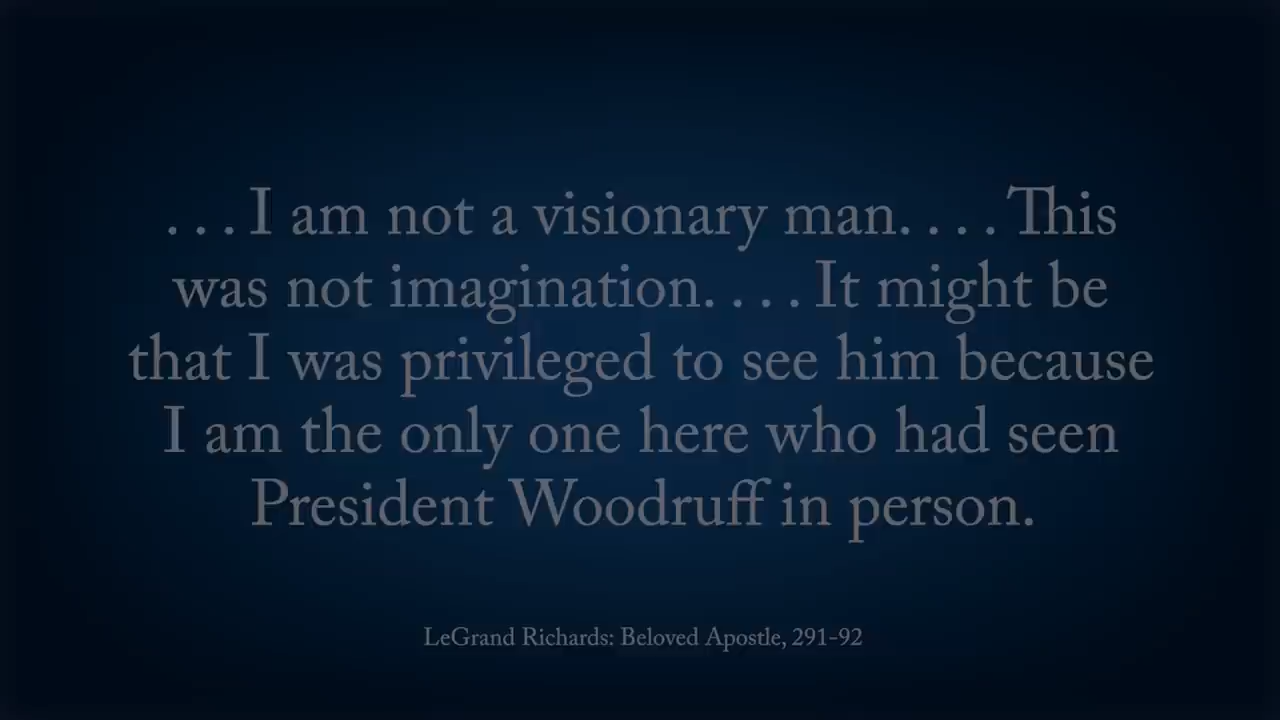 . . . I am not a visionary man. . . . This
was not imagination. . . . It might be
that I was privileged to see him because
I am the only one here who had seen
President Woodruff in person.
LeGrand Richards: Beloved Apostle, 291-92